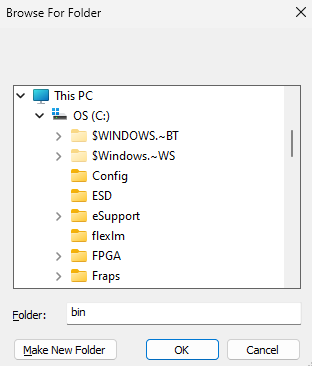 Browse For Folder
This PC
OS (C:)
$WINDOWS.~BT
$Windows.~WS
Config
ESD
eSupport
flexlm
FPGA
Fraps
Folder: bin
Make New Folder OK Cancel